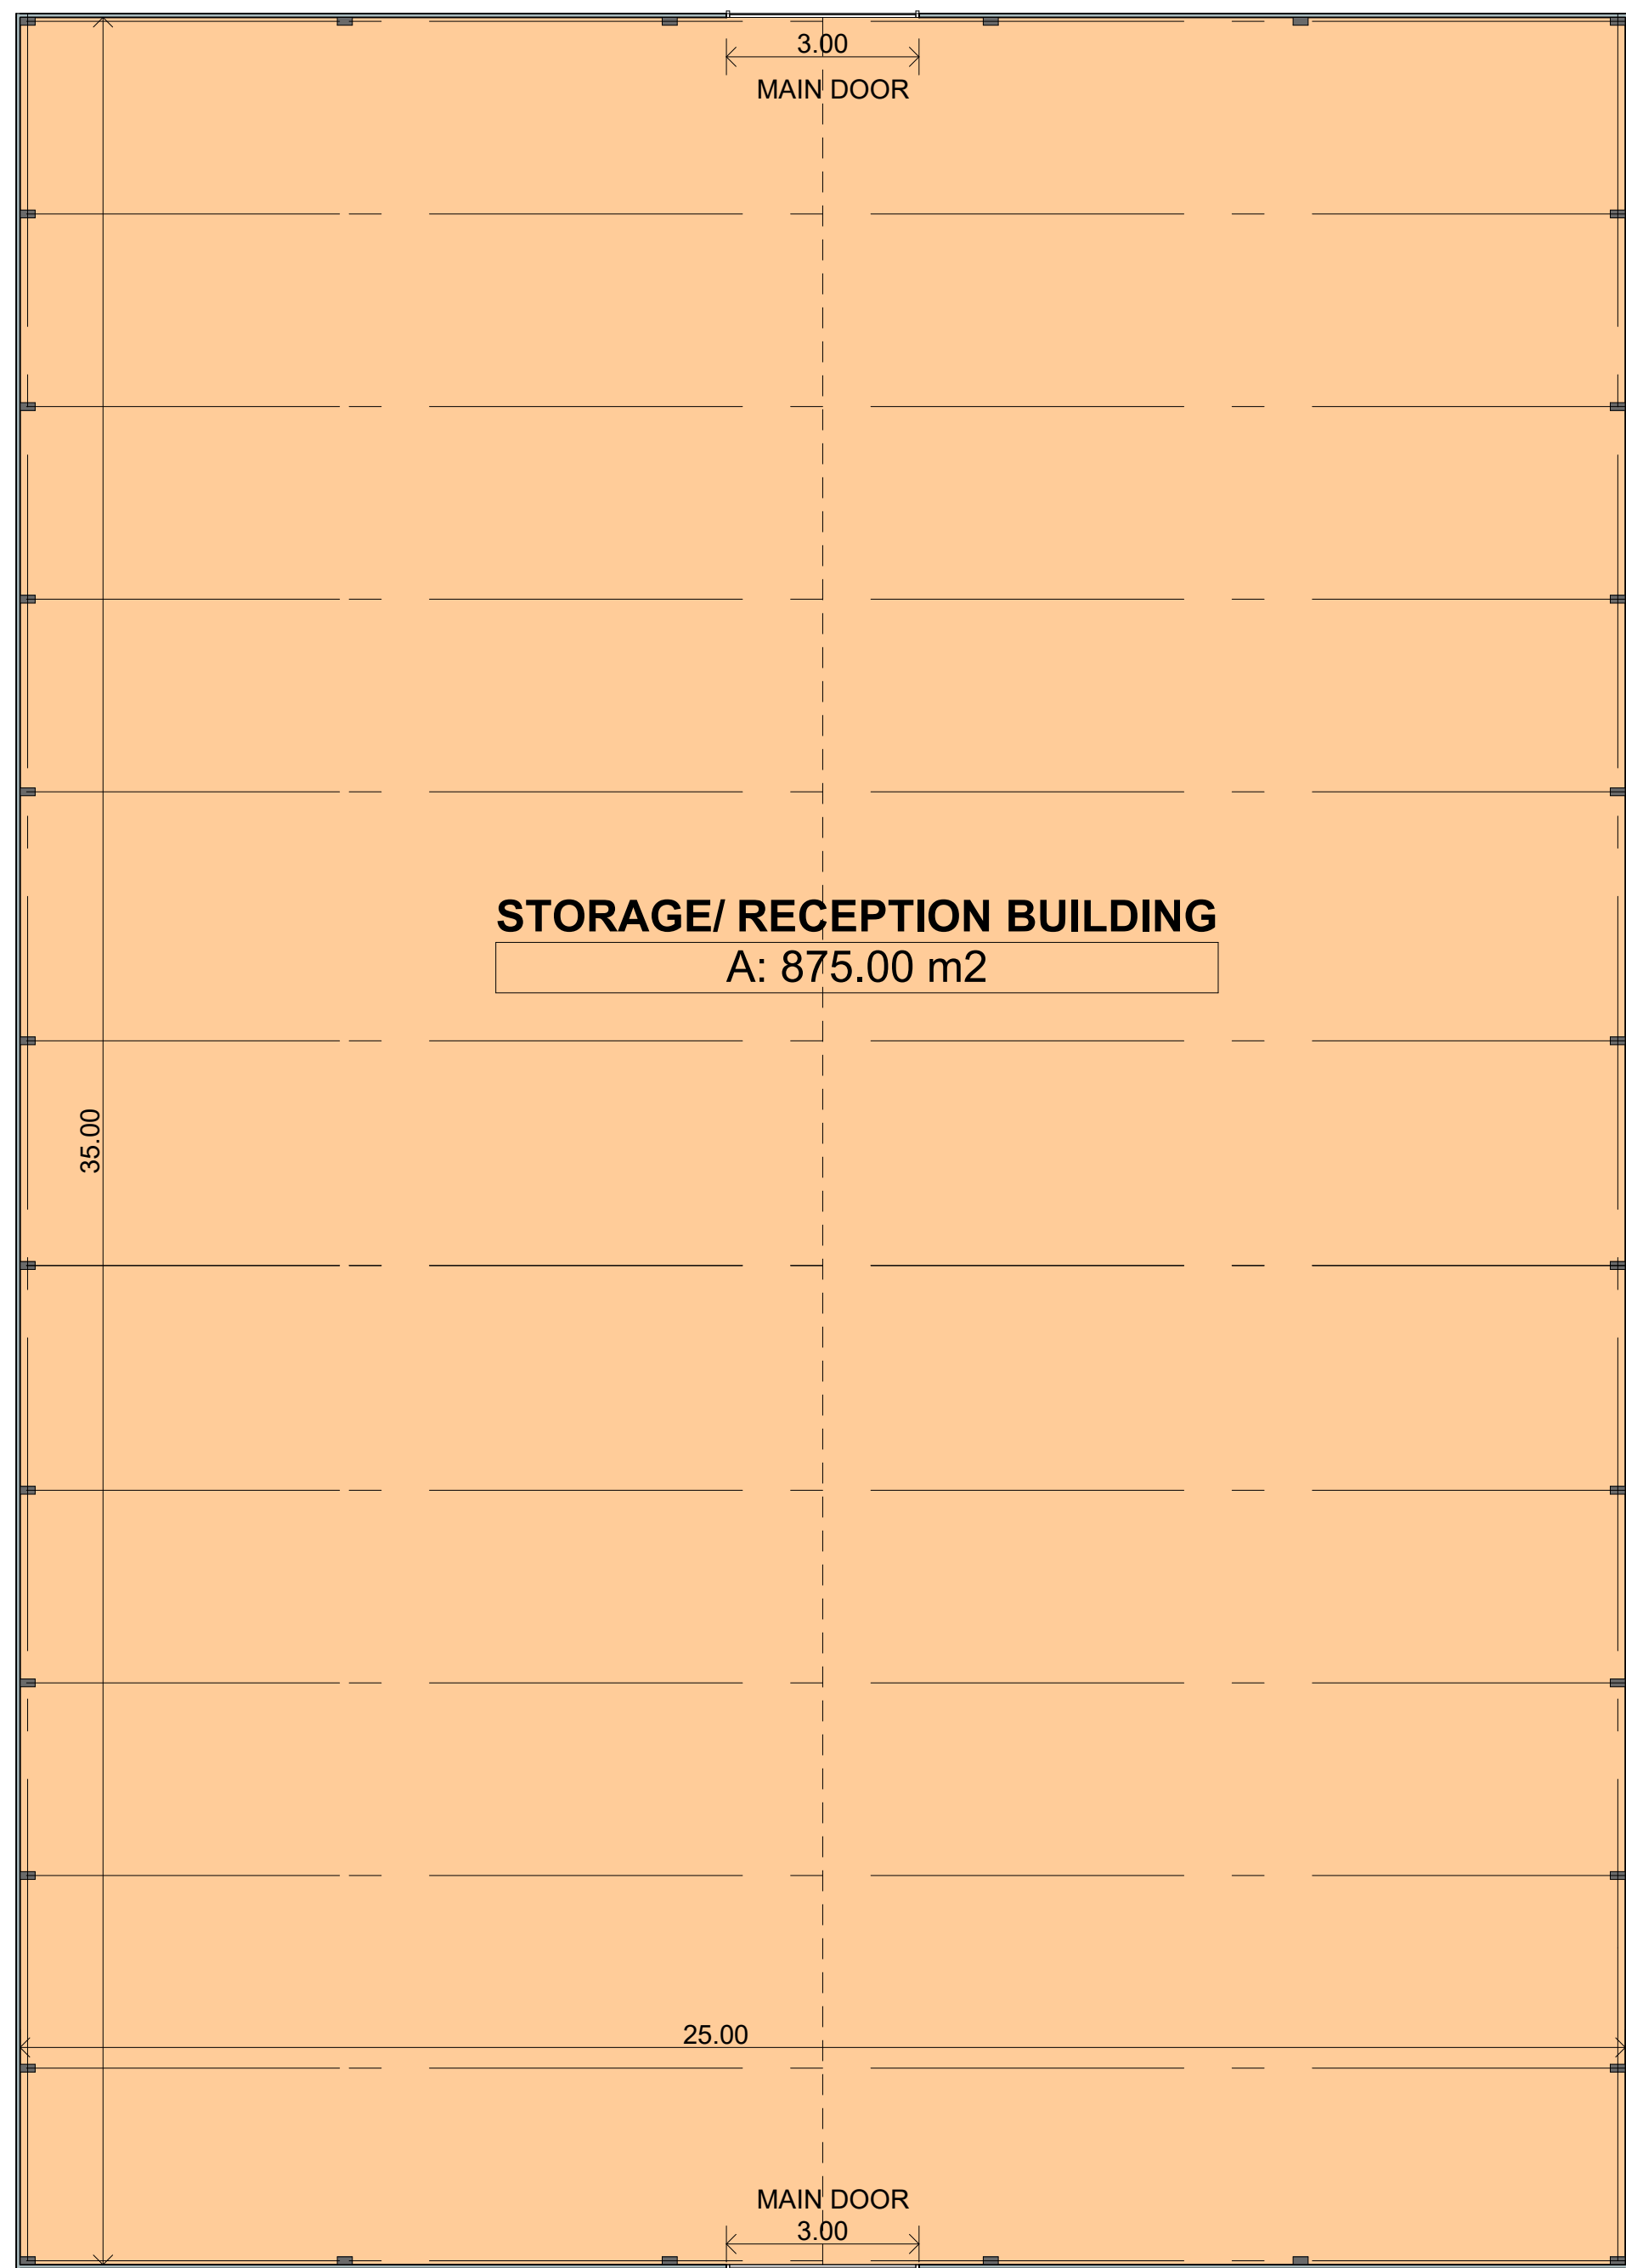 3.00
MAIN DOOR
STORAGE/ RECEPTION BUILDING
A: 875.00 m2
35.00
25.00
MAIN DOOR
3.00